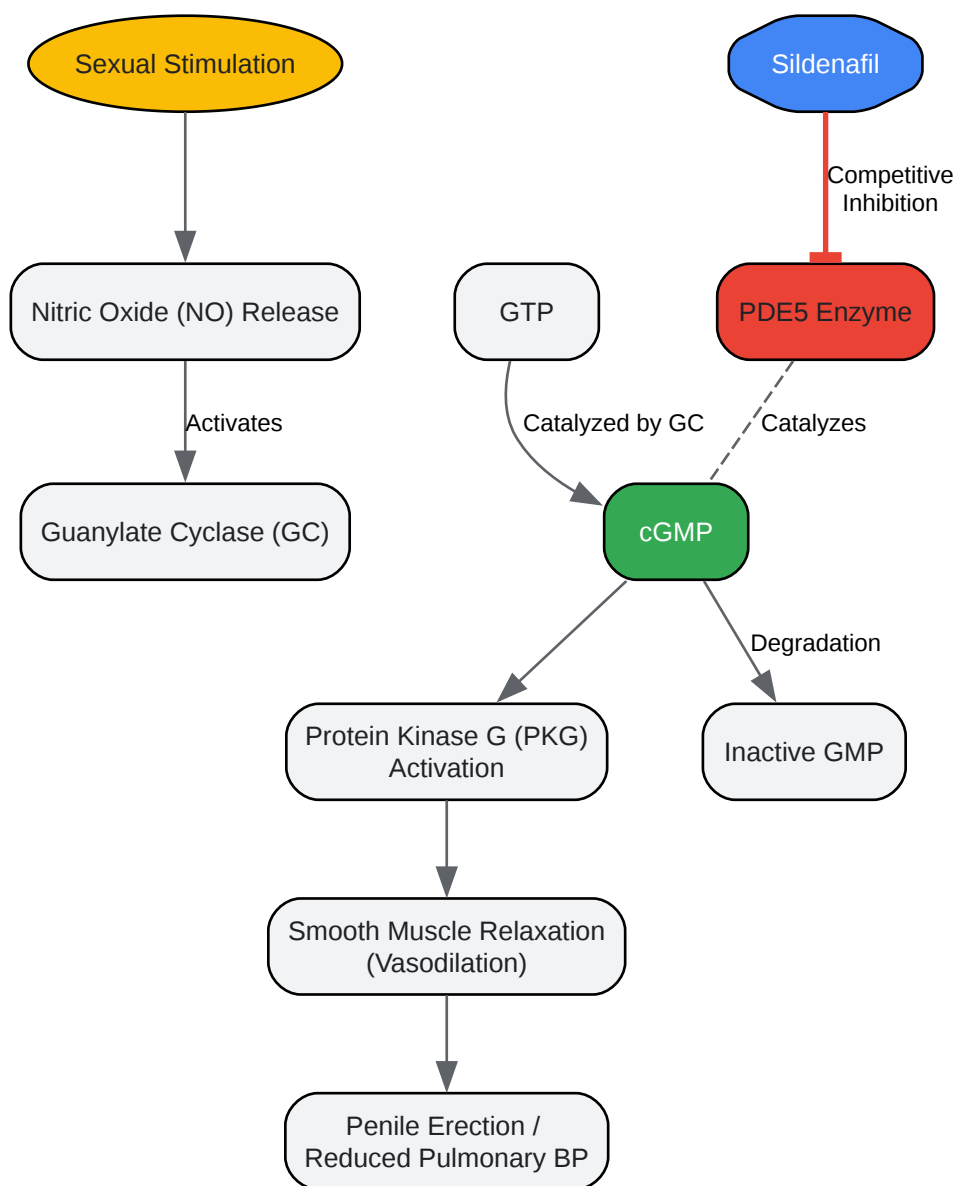 Sexual Stimulation
Sildenafil
Competitive
Inhibition
Nitric Oxide (NO) Release
GTP
PDE5 Enzyme
Activates
Catalyzed by GC
Catalyzes
Guanylate Cyclase (GC)
cGMP
Degradation
Protein Kinase G (PKG)
Activation
Inactive GMP
Smooth Muscle Relaxation
(Vasodilation)
Penile Erection /
Reduced Pulmonary BP